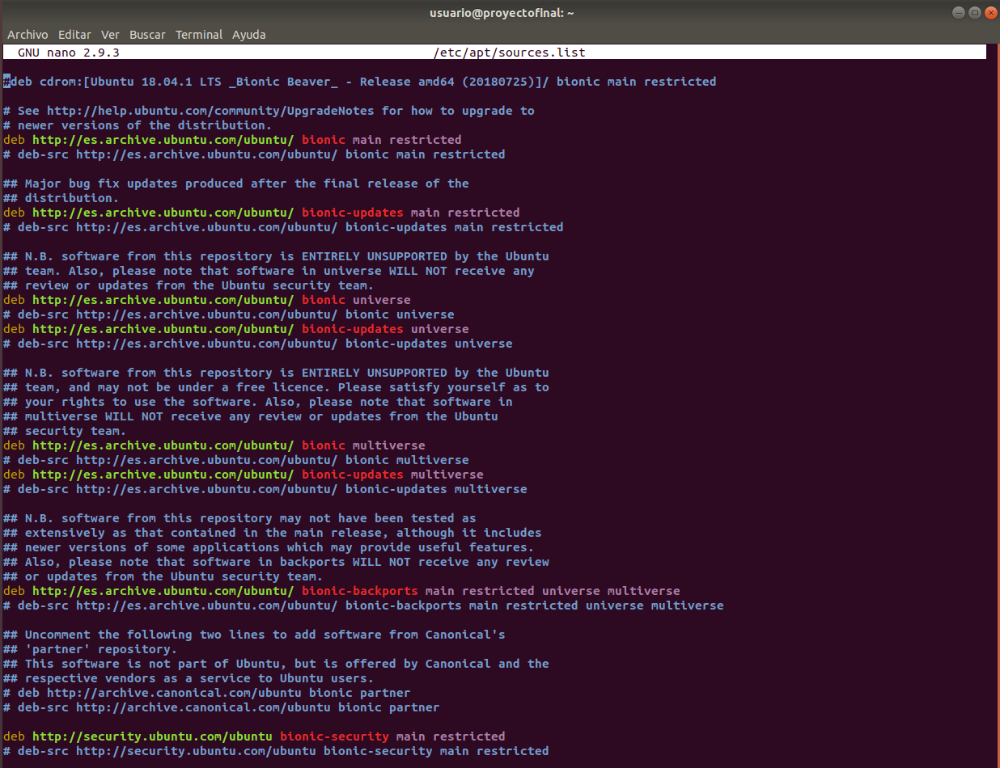 usuario@proyectofinal: ~
Archivo Editar Ver Buscar Terminal Ayuda
GNU nano 2.9.3 /etc/apt/sources.list
#deb cdrom:[Ubuntu 18.04.1 LTS _Bionic Beaver_ - Release amd64 (20180725)]/ bionic main restricted
# See http://help.ubuntu.com/community/UpgradeNotes for how to upgrade to
# newer versions of the distribution.
deb http://es.archive.ubuntu.com/ubuntu/ bionic main restricted
# deb-src http://es.archive.ubuntu.com/ubuntu/ bionic main restricted
## Major bug fix updates produced after the final release of the
## distribution.
deb http://es.archive.ubuntu.com/ubuntu/ bionic-updates main restricted
# deb-src http://es.archive.ubuntu.com/ubuntu/ bionic-updates main restricted
## N.B. software from this repository is ENTIRELY UNSUPPORTED by the Ubuntu
## team. Also, please note that software in universe WILL NOT receive any
## review or updates from the Ubuntu security team.
deb http://es.archive.ubuntu.com/ubuntu/ bionic universe
# deb-src http://es.archive.ubuntu.com/ubuntu/ bionic universe
deb http://es.archive.ubuntu.com/ubuntu/ bionic-updates universe
# deb-src http://es.archive.ubuntu.com/ubuntu/ bionic-updates universe
## N.B. software from this repository is ENTIRELY UNSUPPORTED by the Ubuntu
## team, and may not be under a free licence. Please satisfy yourself as to
## your rights to use the software. Also, please note that software in
## multiverse WILL NOT receive any review or updates from the Ubuntu
## security team.
deb http://es.archive.ubuntu.com/ubuntu/ bionic multiverse
# deb-src http://es.archive.ubuntu.com/ubuntu/ bionic multiverse
deb http://es.archive.ubuntu.com/ubuntu/ bionic-updates multiverse
# deb-src http://es.archive.ubuntu.com/ubuntu/ bionic-updates multiverse
## N.B. software from this repository may not have been tested as
## extensively as that contained in the main release, although it includes
## newer versions of some applications which may provide useful features.
## Also, please note that software in backports WILL NOT receive any review
## or updates from the Ubuntu security team.
deb http://es.archive.ubuntu.com/ubuntu/ bionic-backports main restricted universe multiverse
# deb-src http://es.archive.ubuntu.com/ubuntu/ bionic-backports main restricted universe multiverse
## Uncomment the following two lines to add software from Canonical's
## 'partner' repository.
## This software is not part of Ubuntu, but is offered by Canonical and the
## respective vendors as a service to Ubuntu users.
# deb http://archive.canonical.com/ubuntu bionic partner
# deb-src http://archive.canonical.com/ubuntu bionic partner
deb http://security.ubuntu.com/ubuntu bionic-security main restricted
# deb-src http://security.ubuntu.com/ubuntu bionic-security main restricted